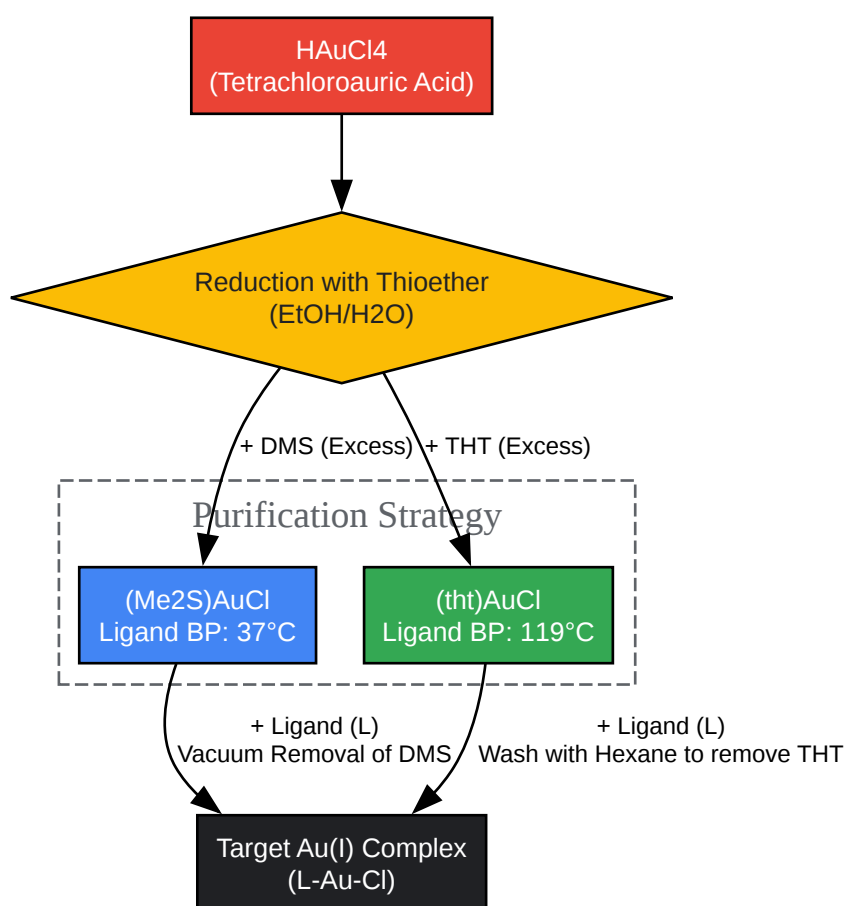 HAuCl4
(Tetrachloroauric Acid)
Reduction with Thioether
(EtOH/H2O)
+ DMS (Excess)
+ THT (Excess)
Purification Strategy
(Me2S)AuCl
Ligand BP: 37°C
(tht)AuCl
Ligand BP: 119°C
+ Ligand (L)
Vacuum Removal of DMS
+ Ligand (L)
Wash with Hexane to remove THT
Target Au(I) Complex
(L-Au-Cl)